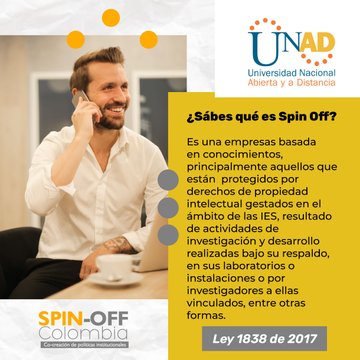 UNAD
Universidad Nacional
Abierta y a Distancia
¿Sábes qué es Spin Off?
Es una empresas basada
en conocimientos,
principalmente aquellos que
están protegidos por
derechos de propiedad
intelectual gestados en el
ámbito de las IES, resultado
de actividades de
investigación y desarrollo
realizadas bajo su respaldo,
en sus laboratorios o
instalaciones o por
investigadores a ellas
vinculados, entre otras
formas.
Ley 1838 de 2017
SPIN-OFF
Colombia
Co-creación de políticas institucionales